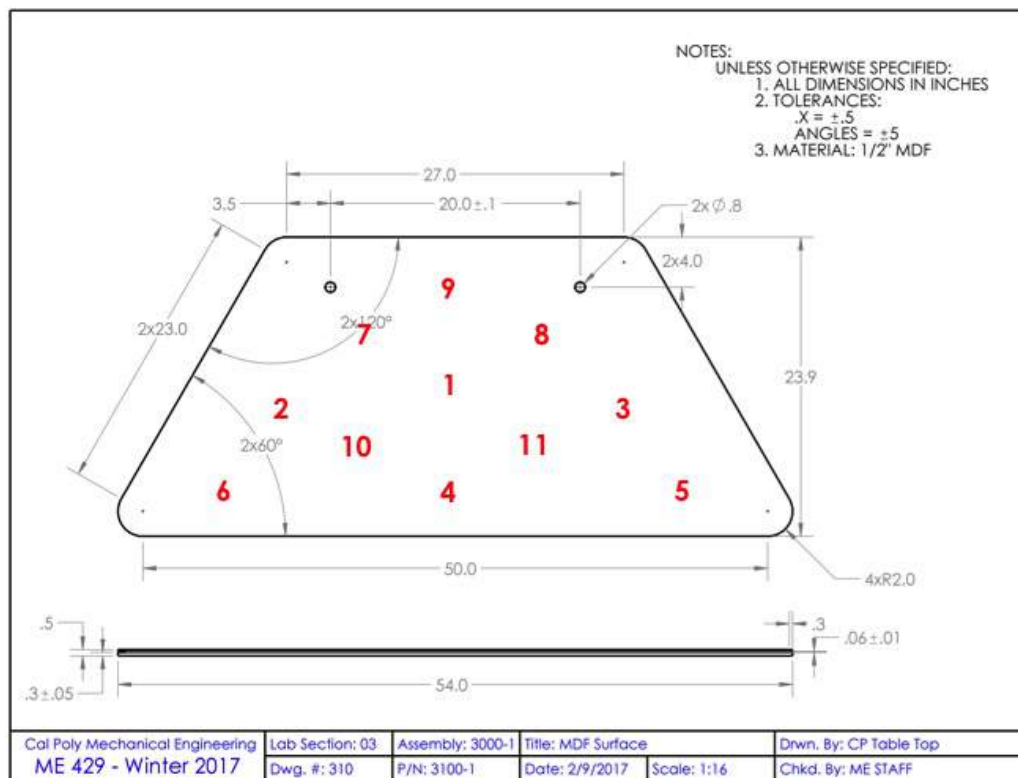 NOTES:
UNLESS OTHERWISE SPECIFIED:
1. ALL DIMENSIONS IN INCHES
2. TOLERANCES:
.X = ±.5
ANGLES = ±5
3. MATERIAL: 1/2" MDF
27.0
3.5
20.0±.1
2x∅.8
2x4.0
9
2x23.0
2x120°
7
8
23.9
1
2
3
2x60°
10
11
6
4
5
50.0
4xR2.0
.5
.3
.06±.01
.3±.05
54.0
Cal Poly Mechanical Engineering
ME 429 - Winter 2017
Lab Section: 03
Assembly: 3000-1
Title: MDF Surface
Drwn. By: CP Table Top
Dwg. #: 310
P/N: 3100-1
Date: 2/9/2017
Scale: 1:16
Chkd. By: ME STAFF